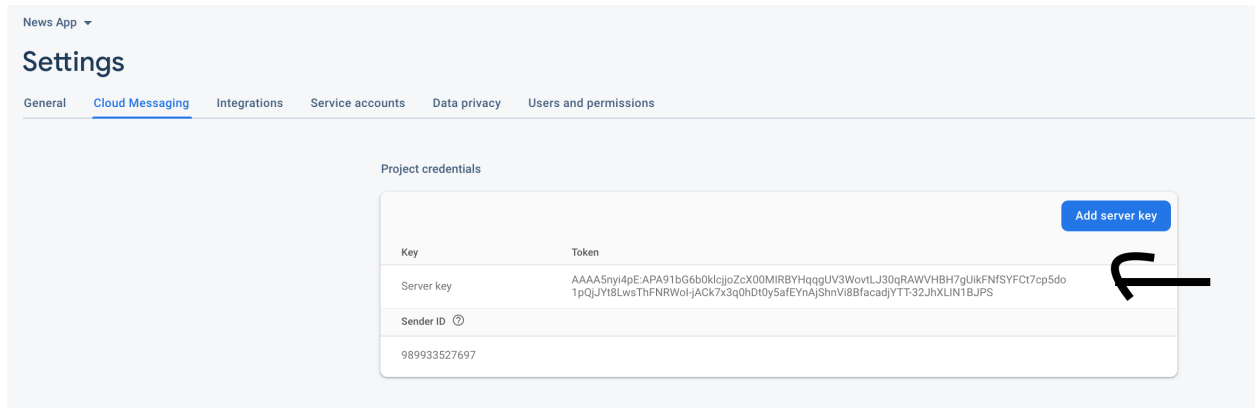 News App
Settings
General Cloud Messaging Integrations Service accounts Data privacy Users and permissions
Project credentials
Add server key
Key Token
Server key AAAA5nyi4pE:APA91bG6b0klcjjoZcX00MIRBYHqqgUV3WovtLJ30qRAWVHBH7gUikFNfSYFCt7cp5do
1pQjJYt8LwsThFNRWoI-jACk7x3q0hDt0y5afEYnAjShnVi8BfacadjYTT-32JhXLIN1BJPS
Sender ID
989933527697